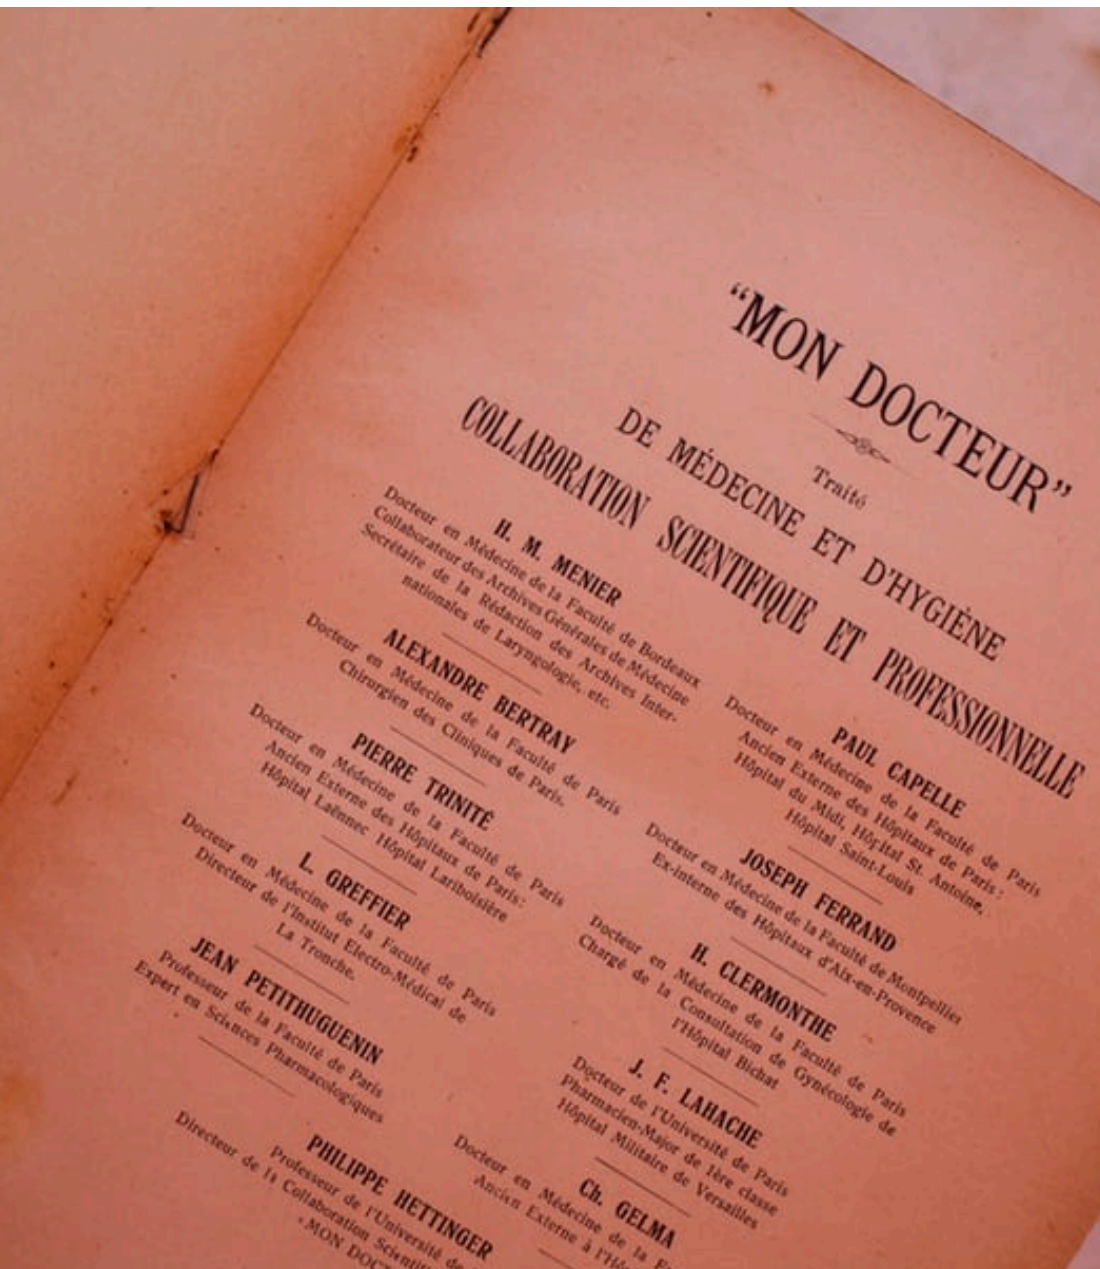 “MON DOCTEUR”
Traité
DE MÉDECINE ET D'HYGIÈNE
COLLABORATION SCIENTIFIQUE ET PROFESSIONNELLE
H. M. MENIER
Docteur en Médecine de la Faculté de Bordeaux
Collaborateur des Archives Générales de Médecine
Secrétaire de la Rédaction des Archives Inter-
nationales de Laryngologie, etc.
ALEXANDRE BERTRAY
Docteur en Médecine de la Faculté de Paris
Chirurgien des Cliniques de Paris.
PIERRE TRINITÉ
Docteur en Médecine de la Faculté de Paris
Ancien Externe des Hôpitaux de Paris:
Hôpital Laënnec Hôpital Lariboisière
L. GREFFIER
Docteur en Médecine de la Faculté de Paris
Directeur de l'Institut Electro-Médical de
La Tronche.
JEAN PETITHUGUENIN
Professeur de la Faculté de Paris
Expert en Sciences Pharmacologiques
PAUL CAPELLE
Docteur en Médecine de la Faculté de Paris
Ancien Externe des Hôpitaux de Paris:
Hôpital du Midi, Hôpital St. Antoine,
Hôpital Saint-Louis
JOSEPH FERRAND
Docteur en Médecine de la Faculté de Montpellier
Ex-interne des Hôpitaux d'Aix-en-Provence
H. CLERMONTHE
Docteur en Médecine de la Faculté de Paris
Chargé de la Consultation de Gynécologie de
l'Hôpital Bichat
J. F. LAHACHE
Docteur de l'Université de Paris
Pharmacien-Major de 1ère classe
Hôpital Militaire de Versailles
Ch. GELMA
Docteur en Médecine de la
Ancien Externe à
PHILIPPE HETTINGER
Professeur de l'Université de
Directeur de la Collaboration
« MON